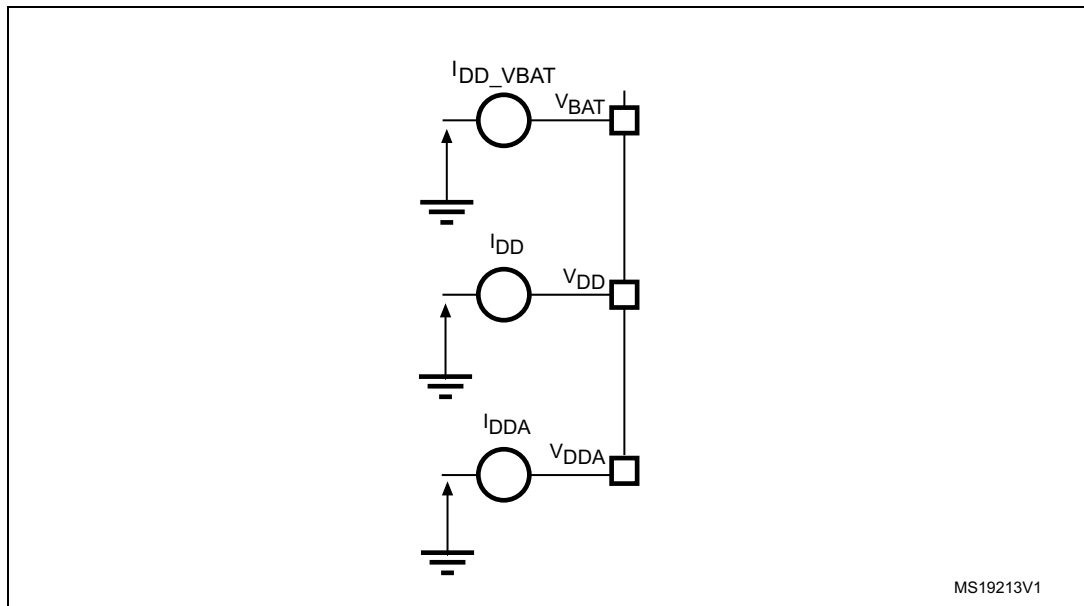 IDD_VBAT
VBAT
IDD
VDD
IDDA
VDDA
MS19213V1